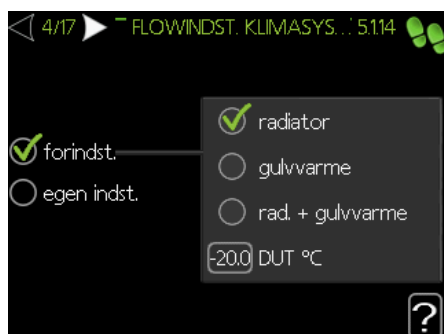 4/17 FLOWINDST. KLIMASYS... 5.1.14
forindst.
egen indst.
radiator
gulvvarme
rad. + gulvvarme
-20.0 DUT °C
?